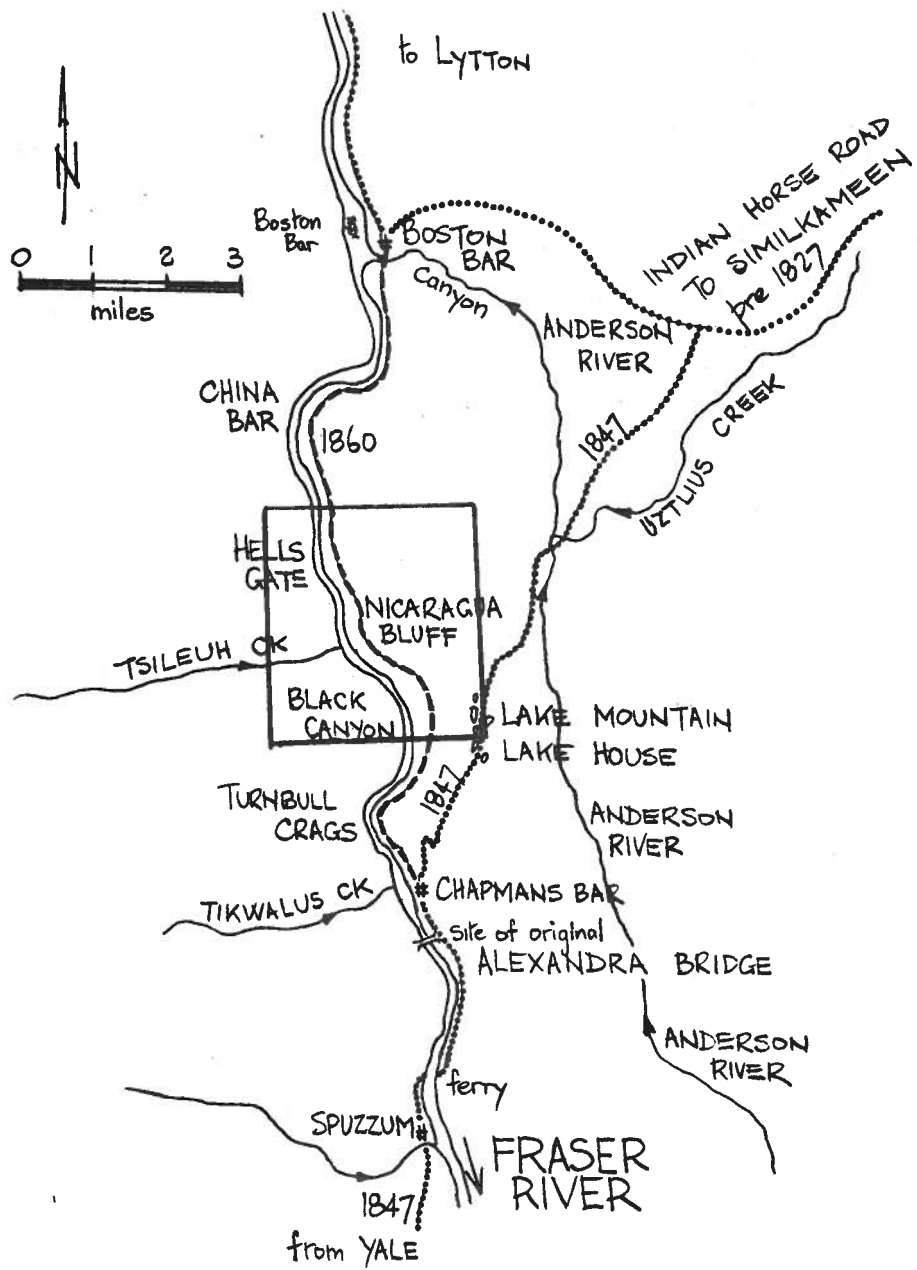 to LYTTON
N
0 1 2 3
miles
Boston
Bar
BOSTON
BAR
Canyon
INDIAN HORSE ROAD
TO SIMILKAMEEN
pre 1827
ANDERSON
RIVER
CHINA
BAR
1860
1847
UZTLIUS CREEK
HELLS
GATE
NICARAGUA
BLUFF
TSILEUH CK
BLACK
CANYON
LAKE MOUNTAIN
LAKE HOUSE
1847
TURNBULL
CRAGS
ANDERSON
RIVER
# CHAPMANS BAR
TIKWALUS CK
site of original
ALEXANDRA BRIDGE
ANDERSON
RIVER
ferry
SPUZZUM #
FRASER
RIVER
1847
from YALE